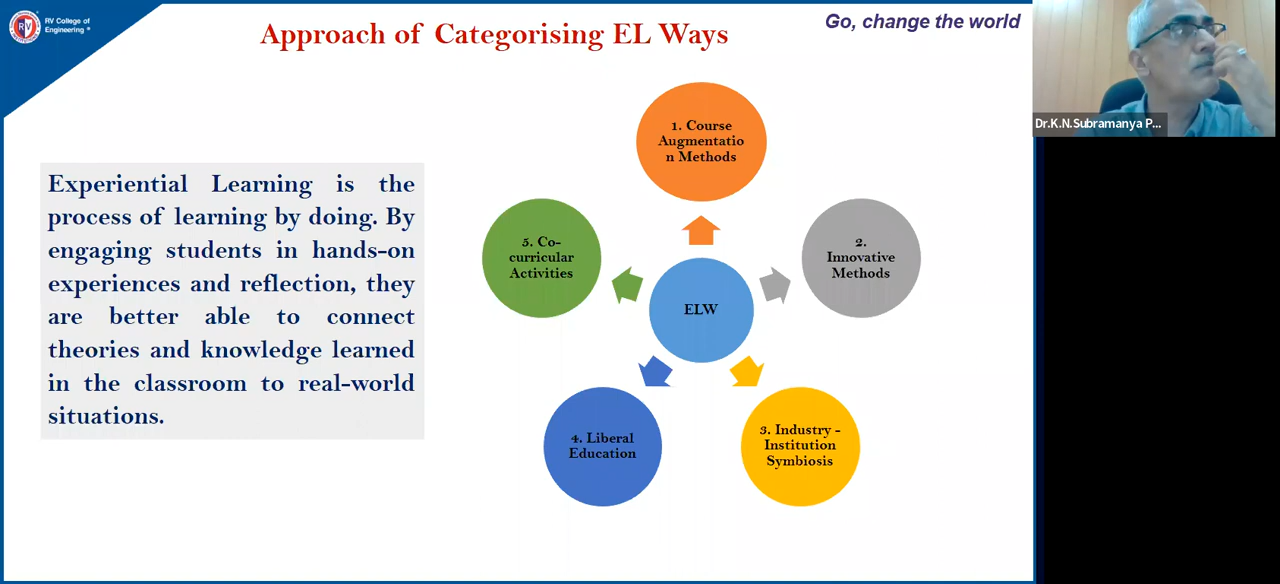 RV College of
Engineering
Go, change the world
Approach of Categorising EL Ways
Dr.K.N.Subramanya P...
Experiential Learning is the
process of learning by doing. By
engaging students in hands-on
experiences and reflection, they
are better able to connect
theories and knowledge learned
in the classroom to real-world
situations.
1. Course
Augmentatio
n Methods
2.
Innovative
Methods
3. Industry -
Institution
Symbiosis
4. Liberal
Education
5. Co-
curricular
Activities
ELW